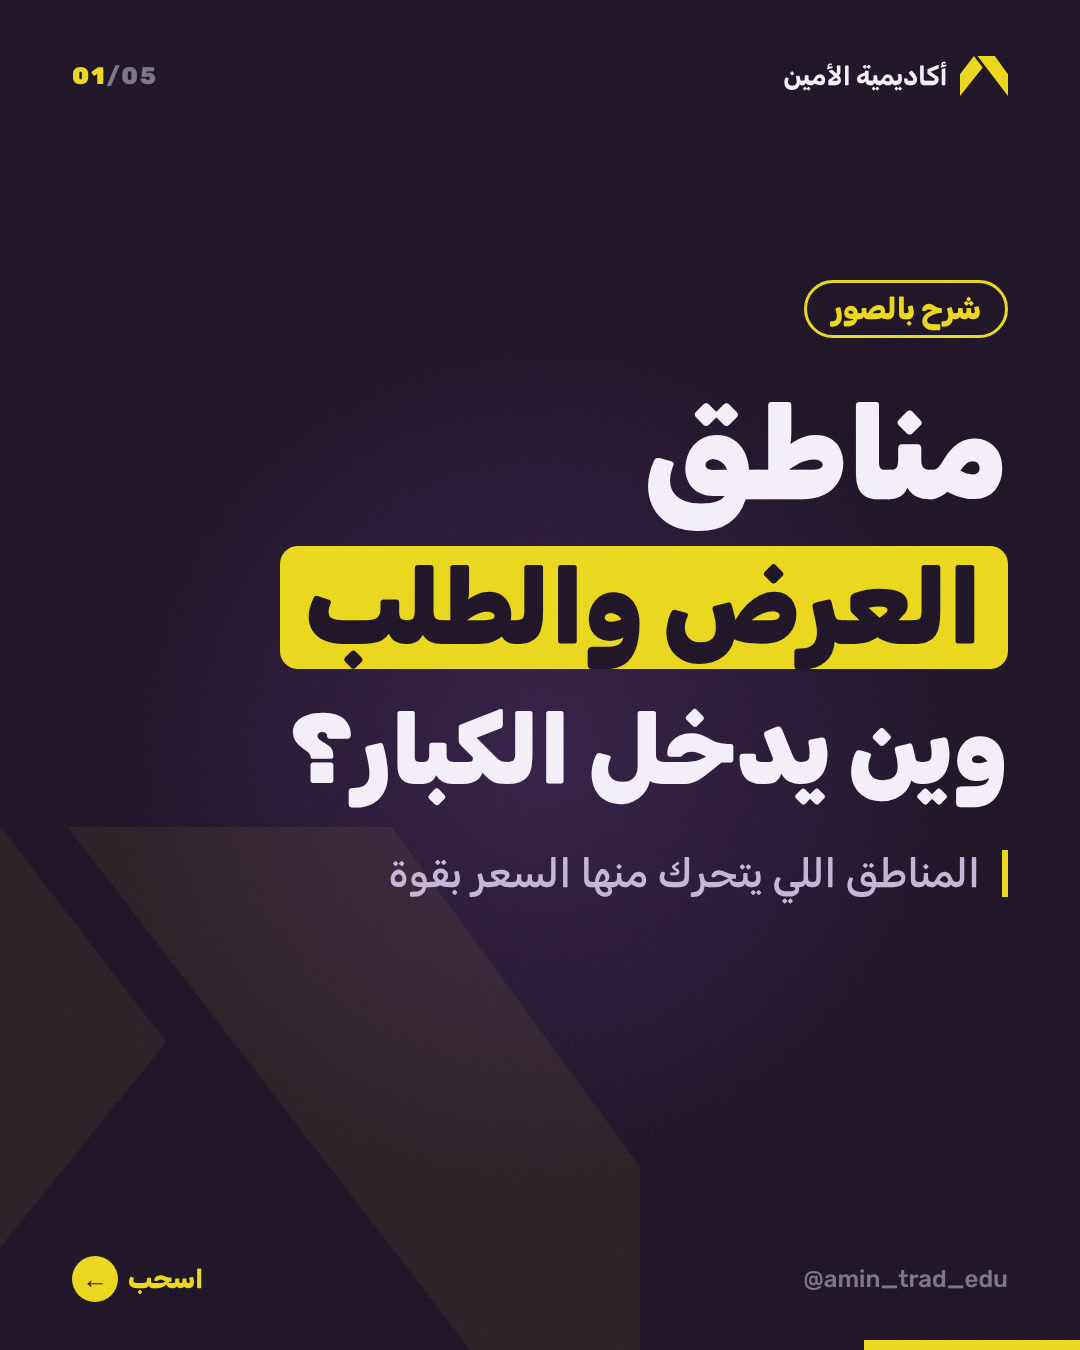 أكاديمية الأمين
01/05
شرح بالصور
مناطق
العرض والطلب
وين يدخل الكبار؟
المناطق اللي يتحرك منها السعر بقوة
@amin_trad_edu
اسحب ←